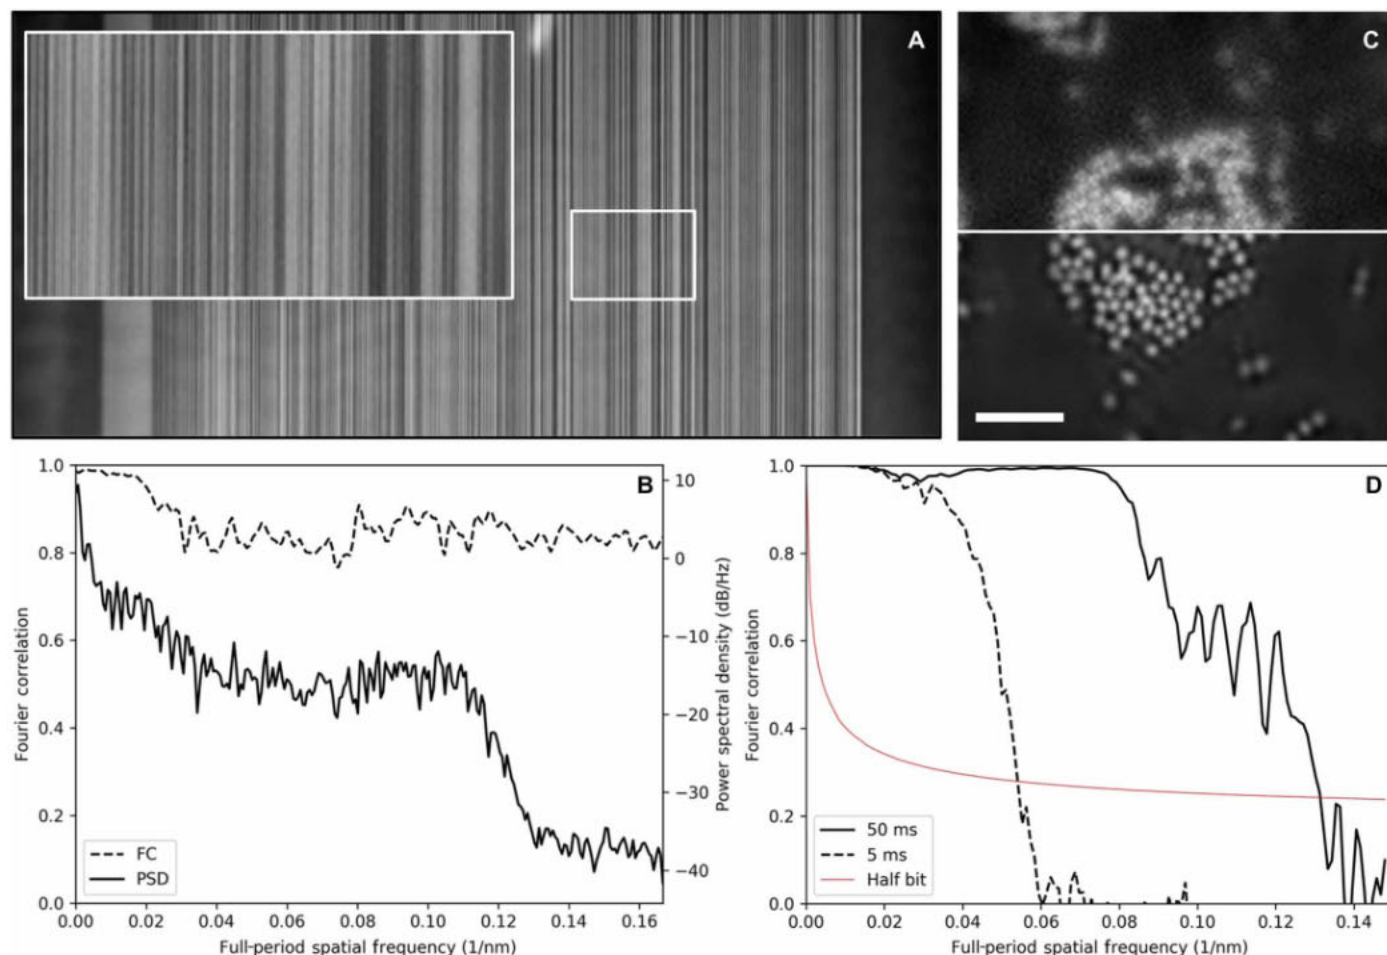 A
C
1.0
0.8
0.6
0.4
0.2
0.0
Fourier correlation
B
10
0
−10
−20
−30
−40
Power spectral density (dB/Hz)
FC
PSD
0.00 0.02 0.04 0.06 0.08 0.10 0.12 0.14 0.16
Full-period spatial frequency (1/nm)
1.0
0.8
0.6
0.4
0.2
0.0
Fourier correlation
D
50 ms
5 ms
Half bit
0.00 0.02 0.04 0.06 0.08 0.10 0.12 0.14
Full-period spatial frequency (1/nm)